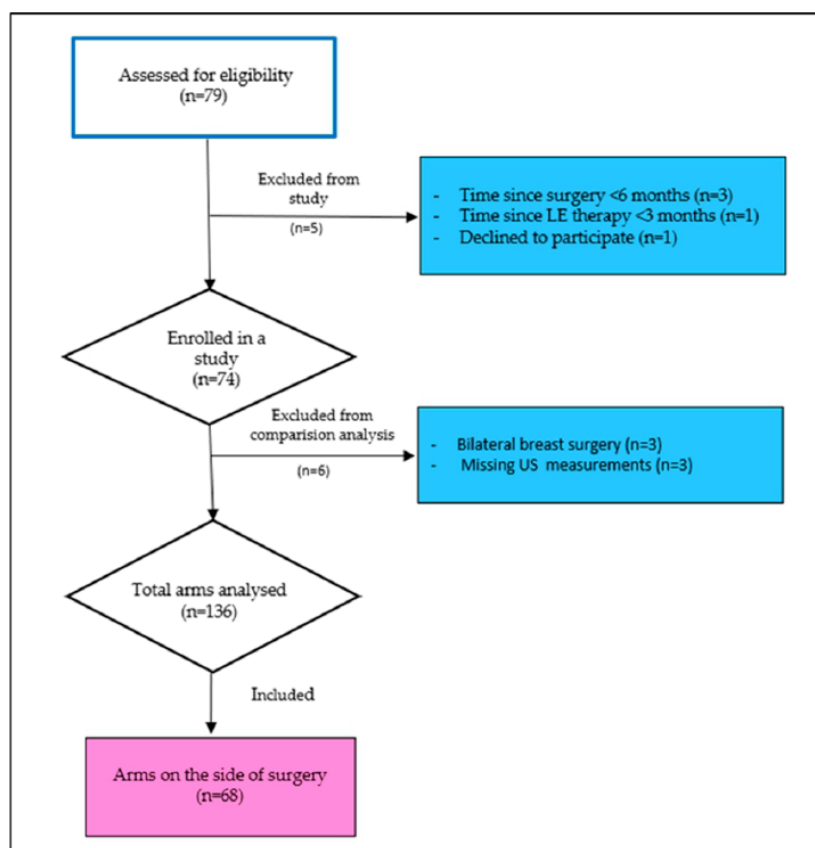 Assessed for eligibility
(n=79)
Excluded from
study
(n=5)
- Time since surgery <6 months (n=3)
- Time since LE therapy <3 months (n=1)
- Declined to participate (n=1)
Enrolled in a
study
(n=74)
Excluded from
comparision analysis
(n=6)
- Bilateral breast surgery (n=3)
- Missing US measurements (n=3)
Total arms analysed
(n=136)
Included
Arms on the side of surgery
(n=68)